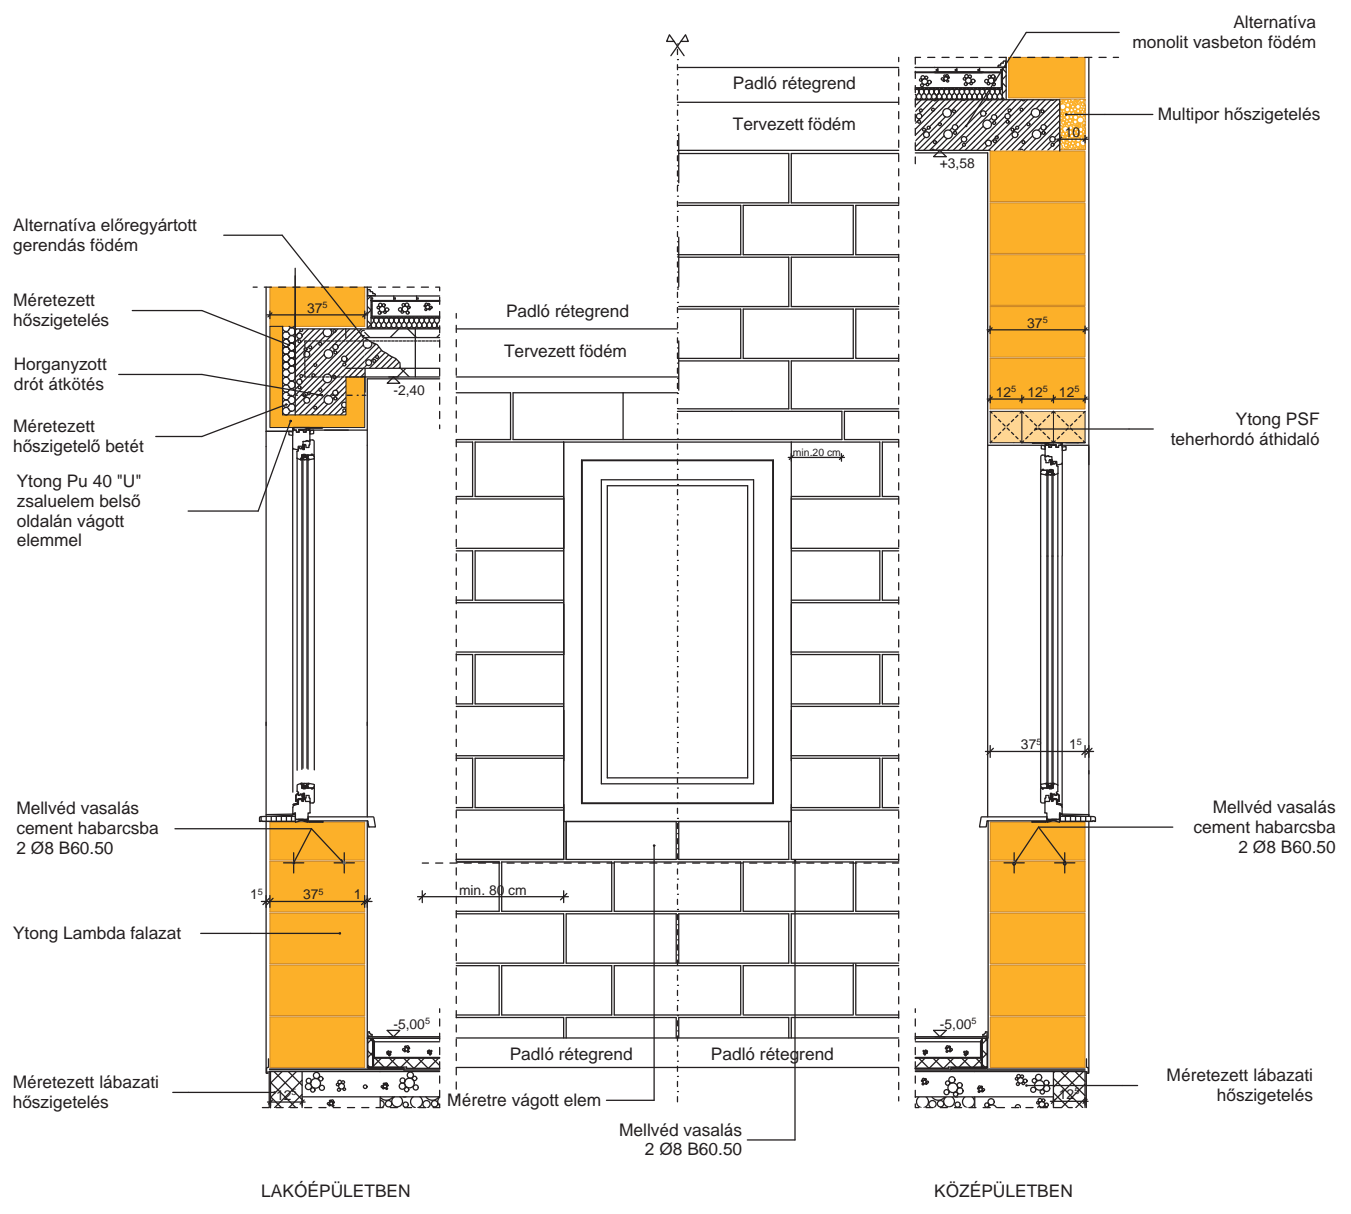 Alternatíva
monolit vasbeton födém
Padló rétegrend
Tervezett födém
Multipor hőszigetelés
10
+3,58
Alternatíva előregyártott
gerendás födém
Méretezett
hőszigetelés
37⁵
Padló rétegrend
37⁵
Tervezett födém
Horganyzott
drót átkötés
-2,40
12⁵ 12⁵ 12⁵
Méretezett
hőszigetelő betét
Ytong PSF
teherhordó áthidaló
min.20 cm
Ytong Pu 40 "U"
zsaluelem belső
oldalán vágott
elemmel
37⁵ 1⁵
Mellvéd vasalás
cement habarcsba
2 Ø8 B60.50
Mellvéd vasalás
cement habarcsba
2 Ø8 B60.50
1⁵ 37⁵ 1
min. 80 cm
Ytong Lambda falazat
-5,00⁵
-5,00⁵
Padló rétegrend
Padló rétegrend
Méretezett lábazati
hőszigetelés
12⁵
Méretre vágott elem
Méretezett lábazati
hőszigetelés
12⁵
Mellvéd vasalás
2 Ø8 B60.50
LAKÓÉPÜLETBEN
KÖZÉPÜLETBEN